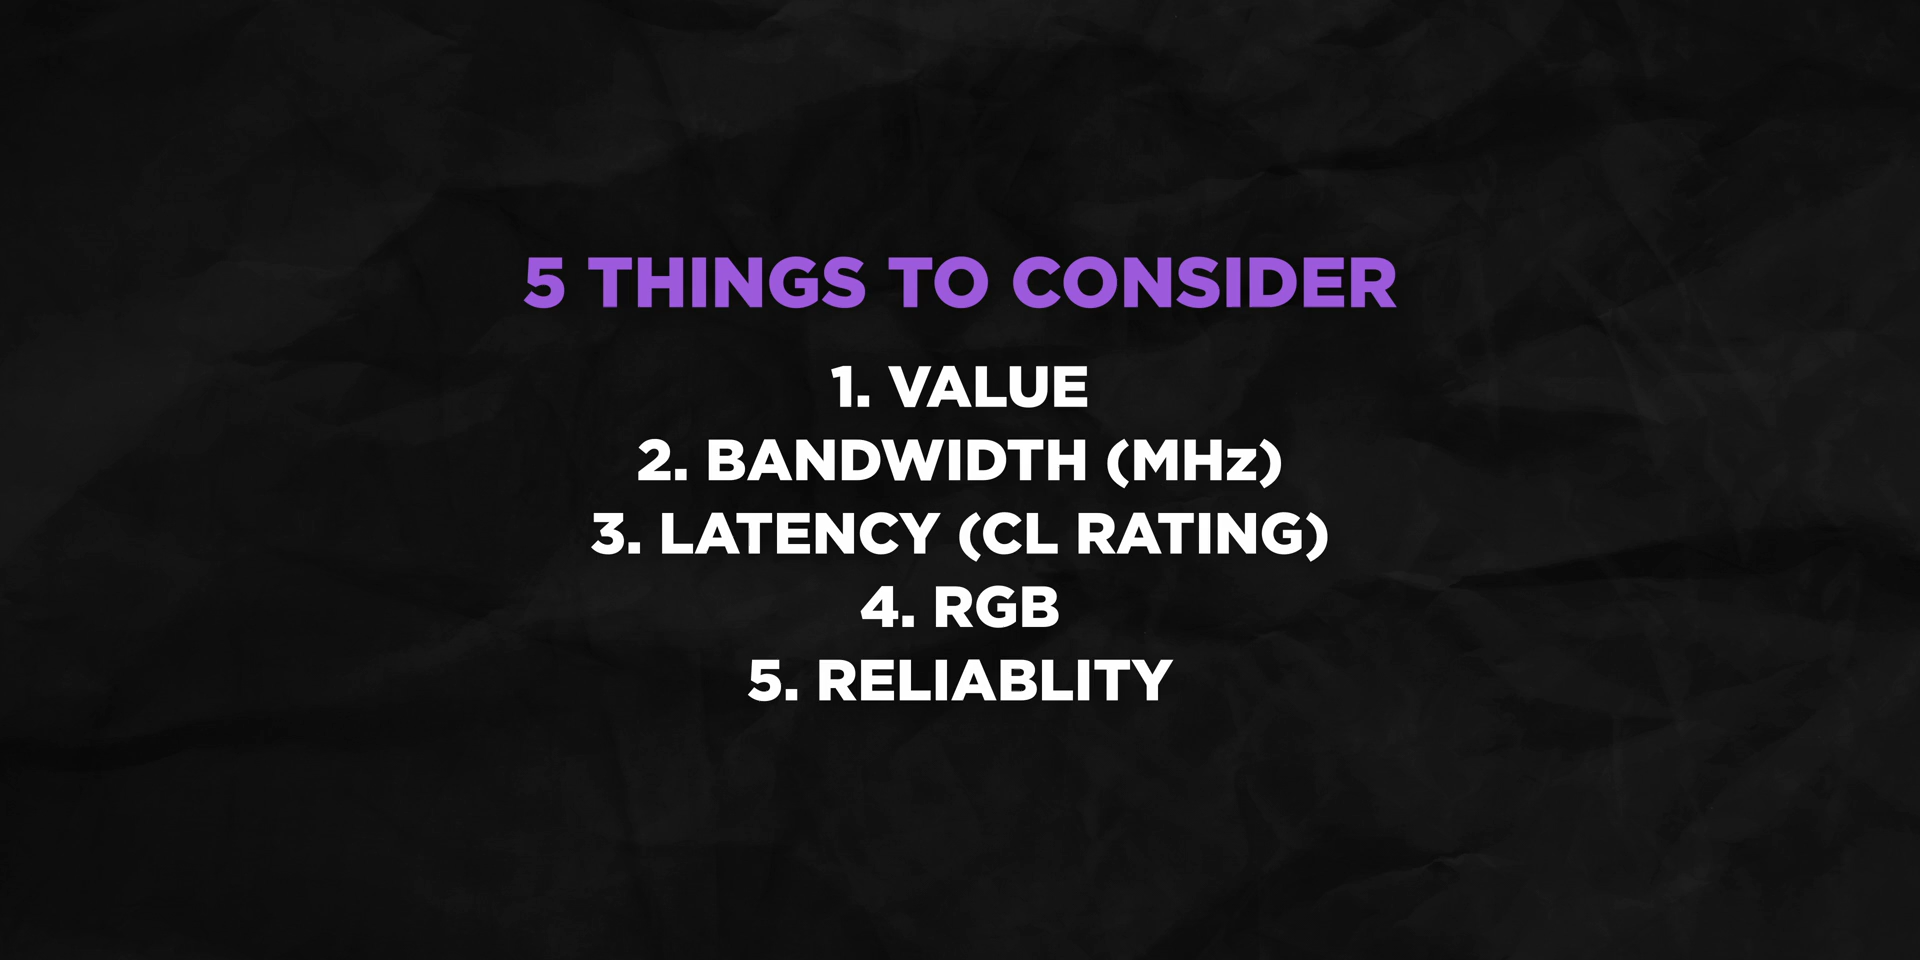 5 THINGS TO CONSIDER
1. VALUE
2. BANDWIDTH (MHz)
3. LATENCY (CL RATING)
4. RGB
5. RELIABLITY